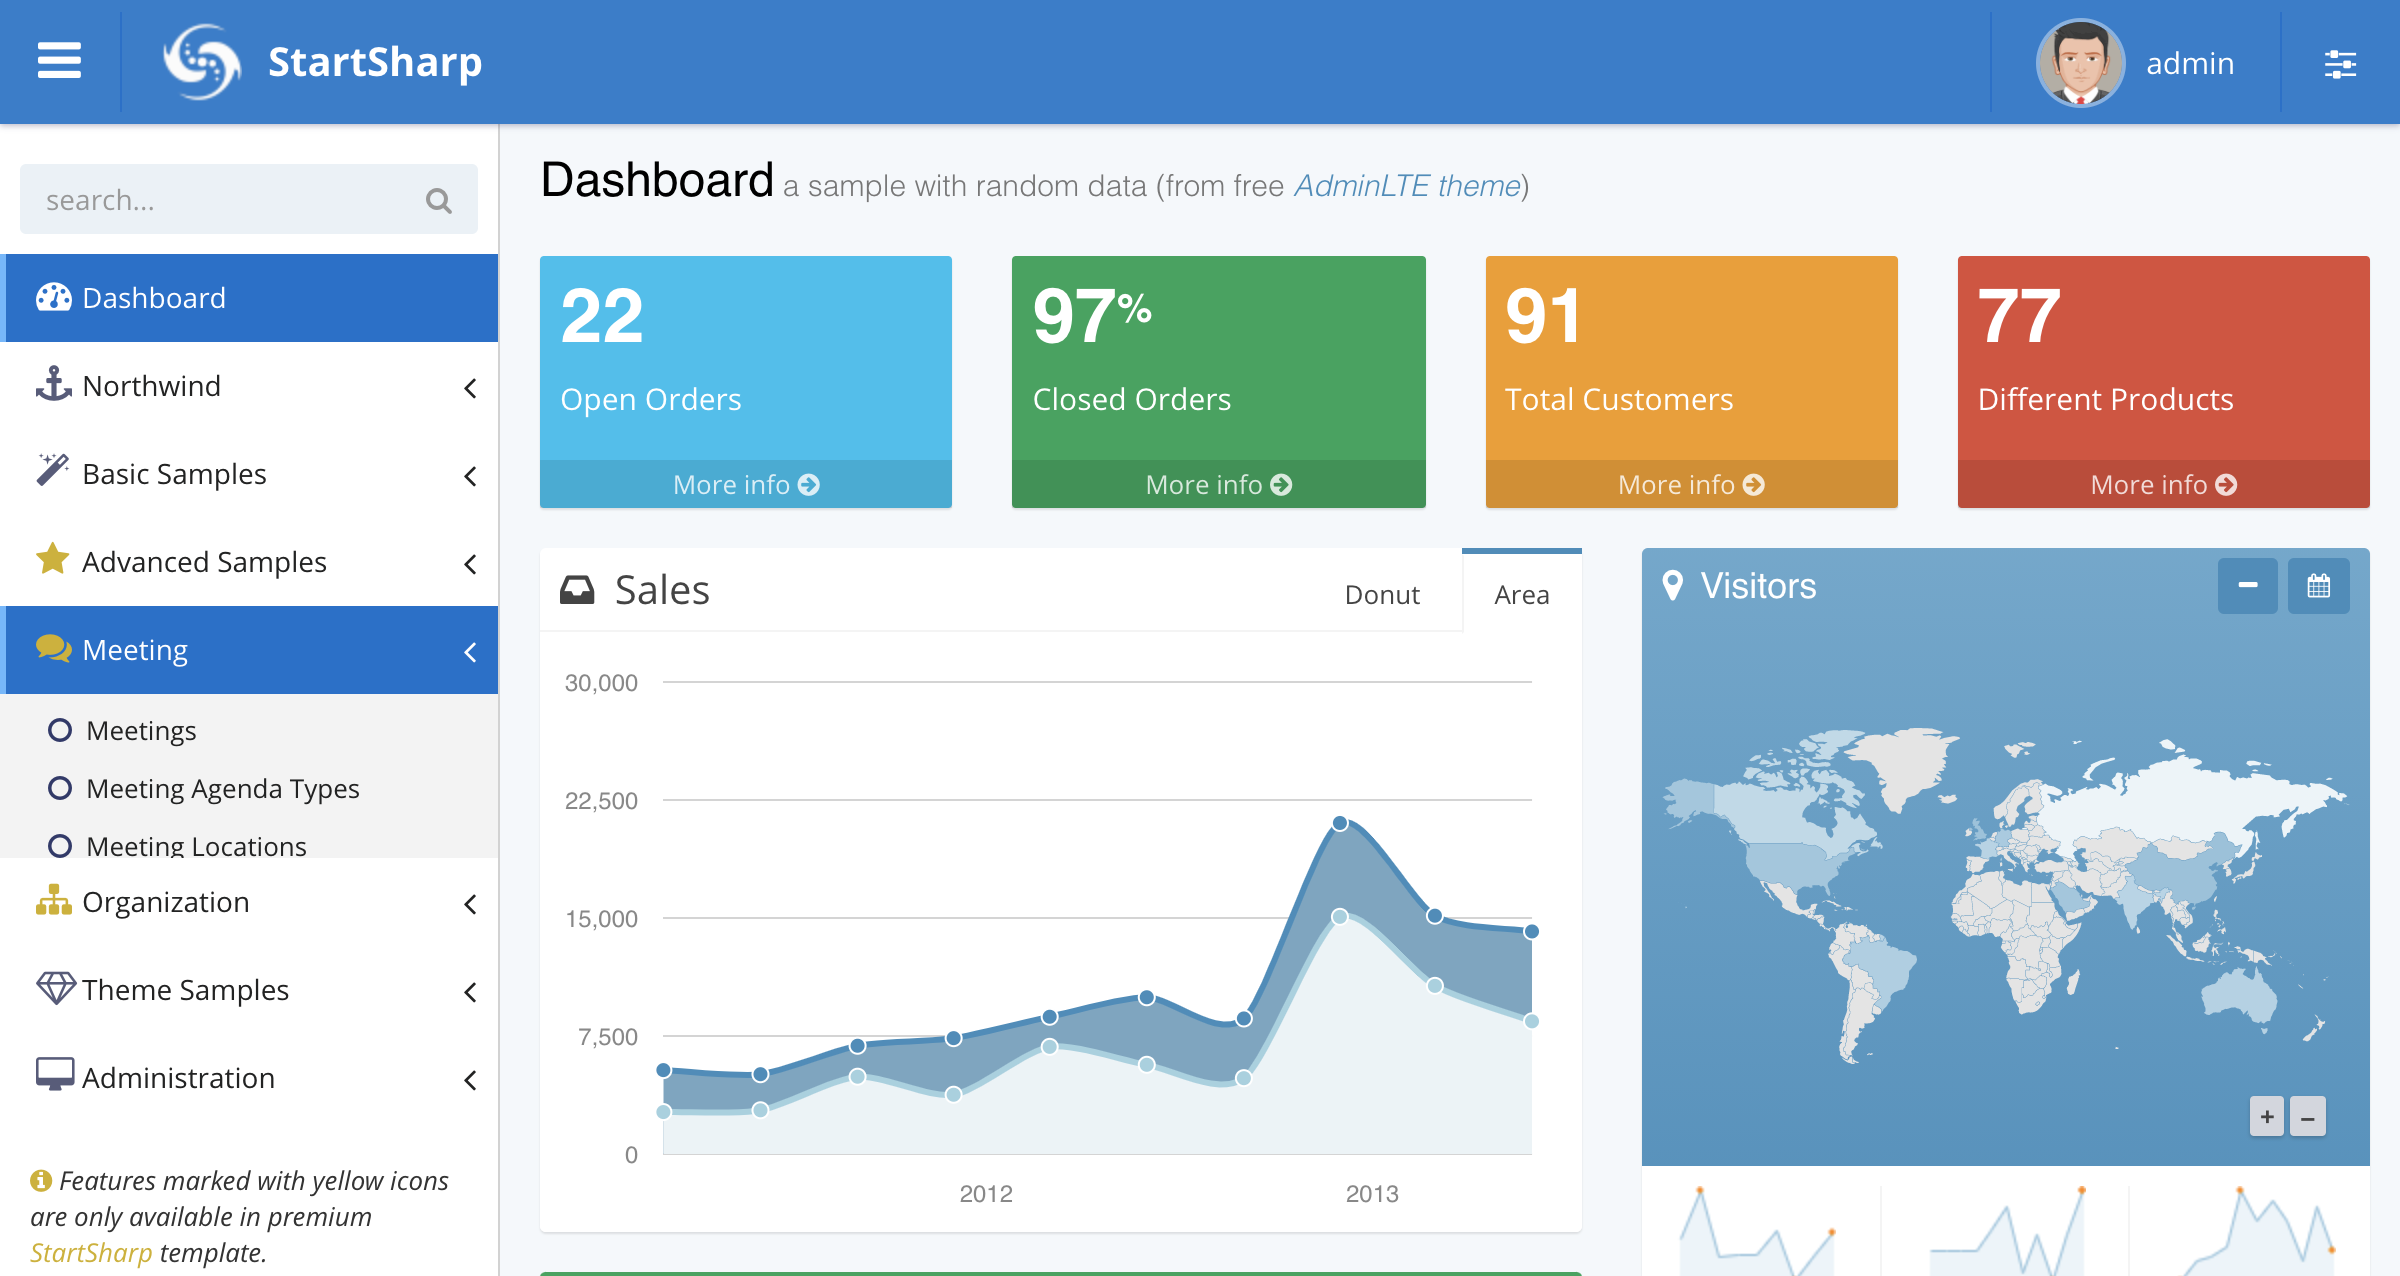 StartSharp
admin
search...
Dashboard
Northwind
Basic Samples
Advanced Samples
Meeting
Meetings
Meeting Agenda Types
Meeting Locations
Organization
Theme Samples
Administration
Features marked with yellow icons
are only available in premium
StartSharp template.
Dashboard a sample with random data (from free AdminLTE theme)
22
Open Orders
More info
97%
Closed Orders
More info
91
Total Customers
More info
77
Different Products
More info
Sales
Donut
Area
30,000
22,500
15,000
7,500
0
2012
2013
Visitors
+
–